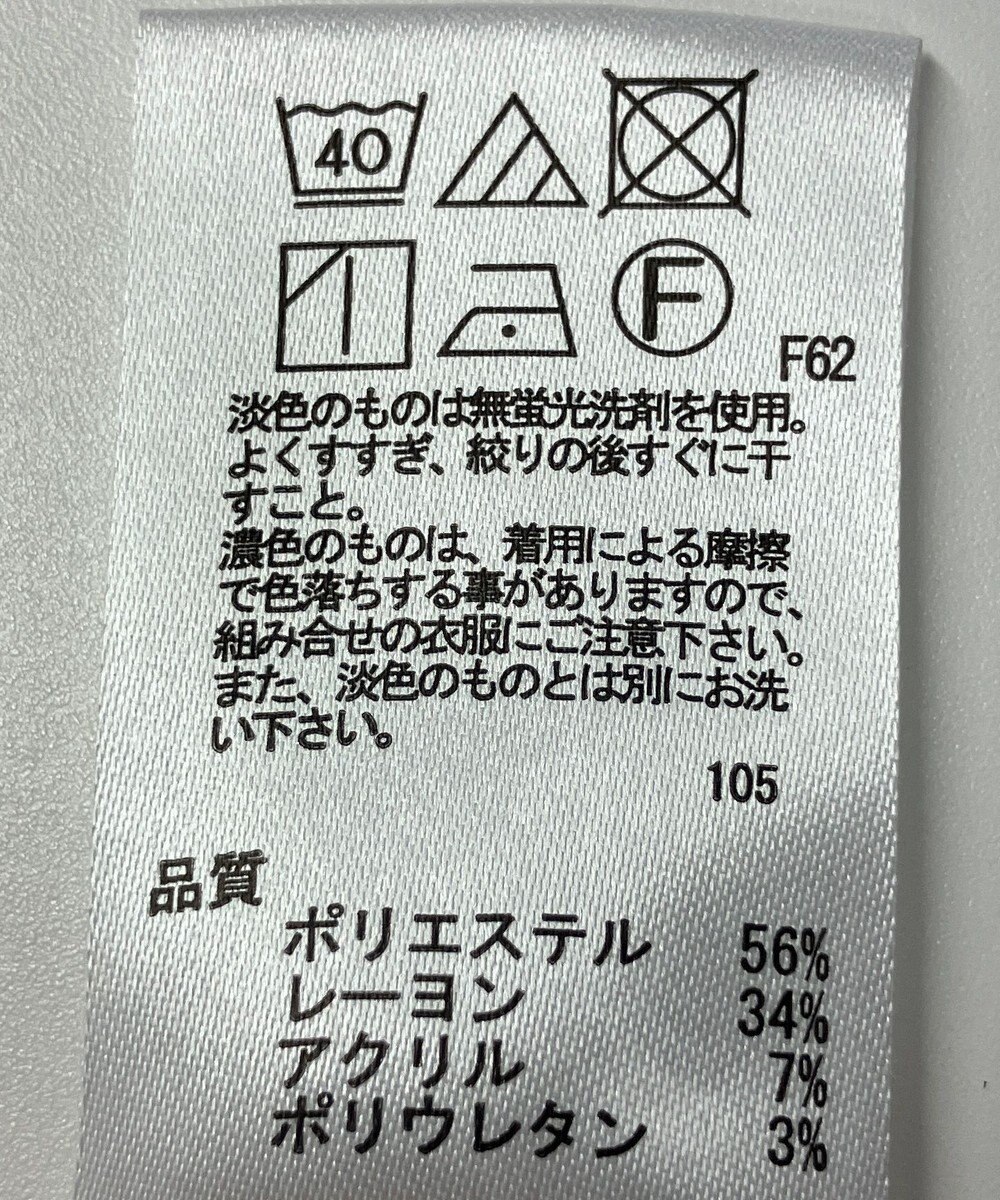 40
F
F62
淡色のものは無蛍光洗剤を使用。
よくすすぎ、絞りの後すぐに干
すこと。
濃色のものは、着用による摩擦
で色落ちする事がありますので、
組み合せの衣服にご注意下さい。
また、淡色のものとは別にお洗
い下さい。
105
品質
ポリエステル 56%
レーヨン 34%
アクリル 7%
ポリウレタン 3%